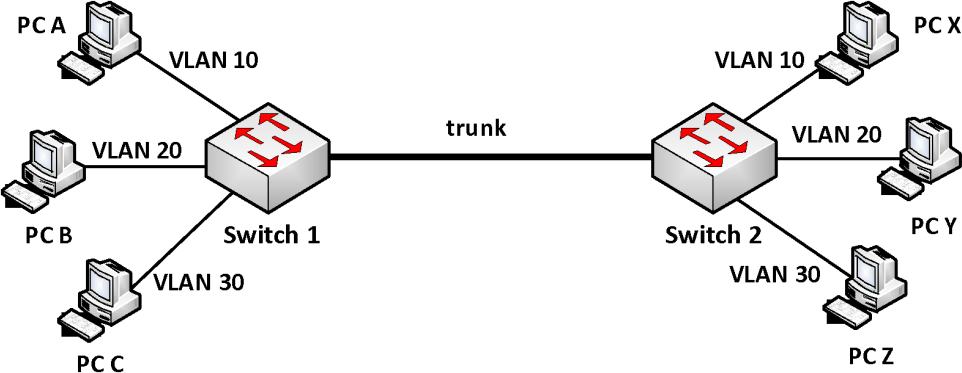 PC A
VLAN 10
PC X
VLAN 10
trunk
VLAN 20
VLAN 20
PC B
Switch 1
Switch 2
PC Y
VLAN 30
VLAN 30
PC C
PC Z